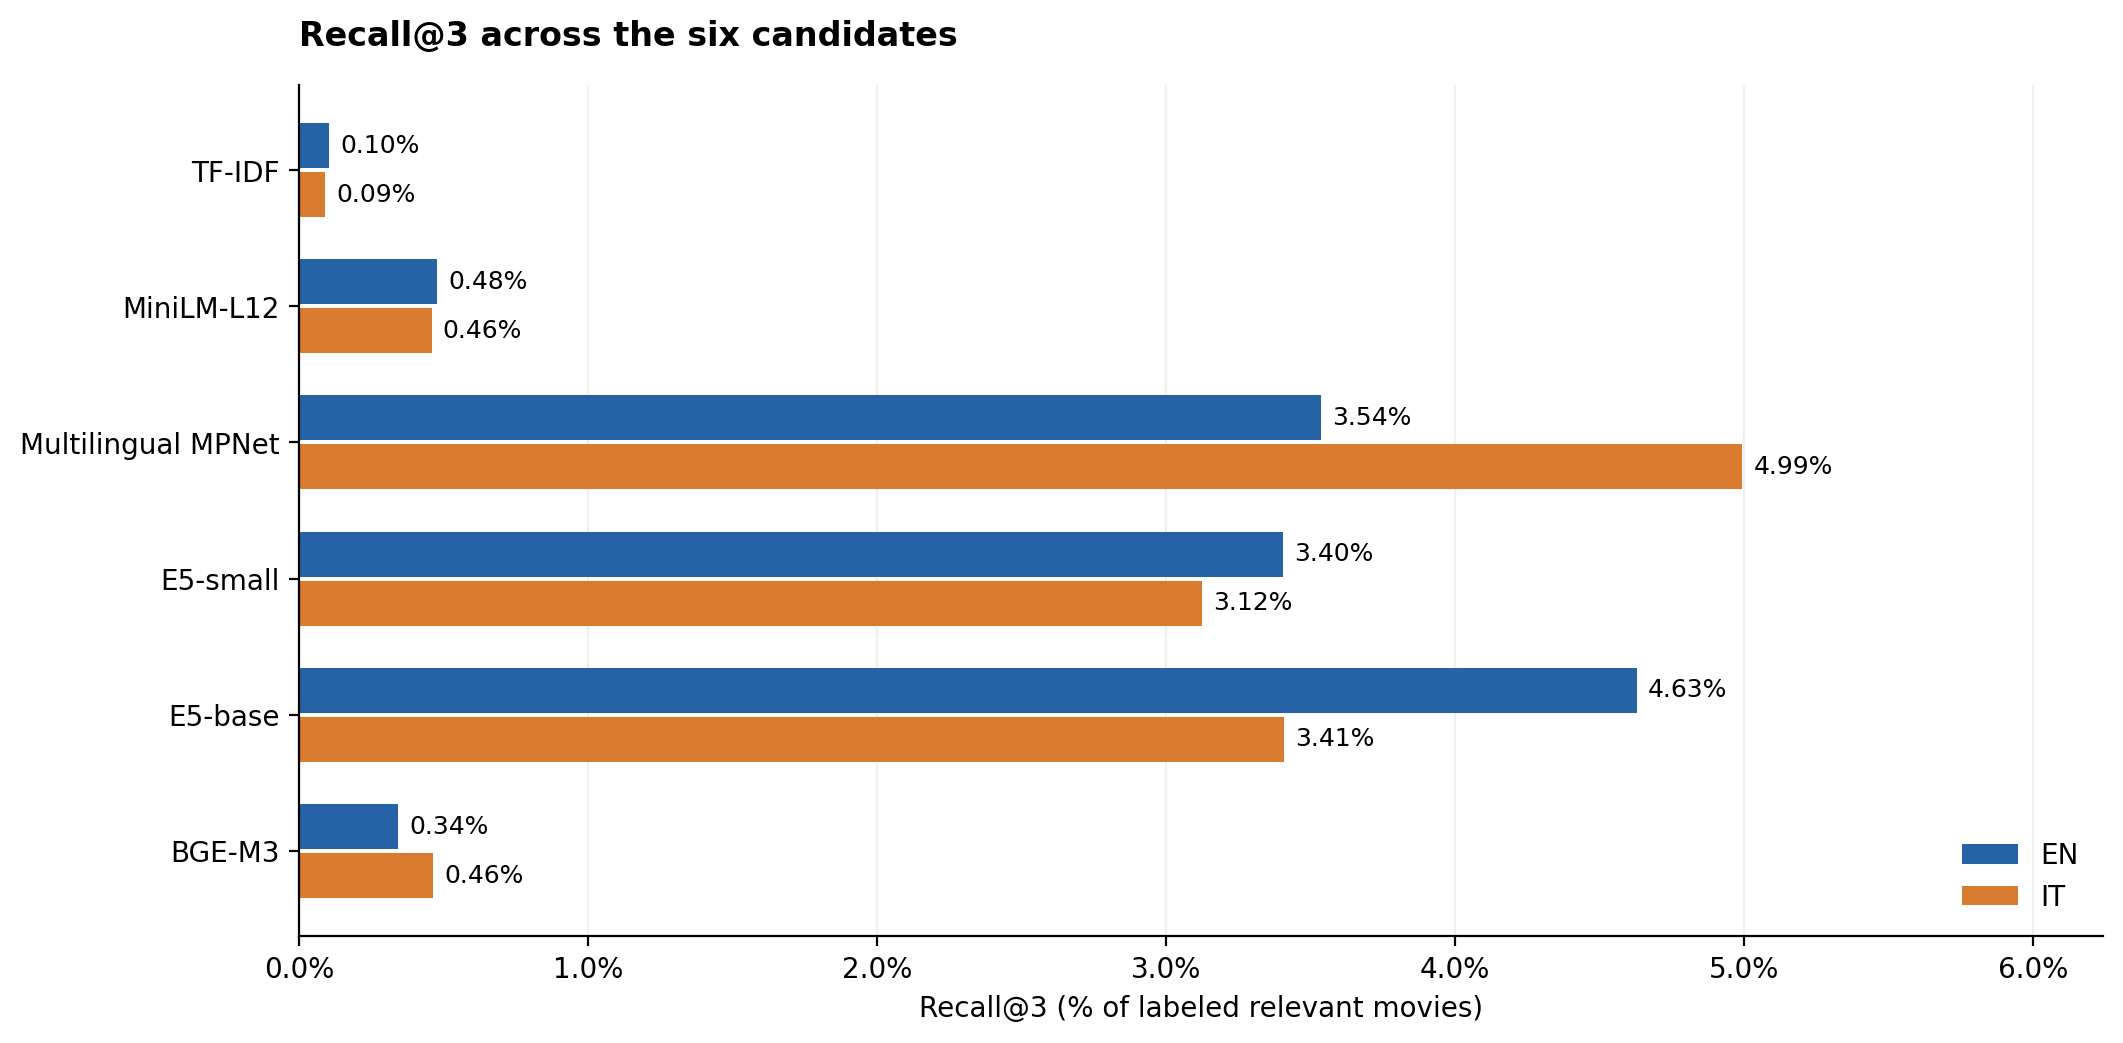 Recall@3 across the six candidates
TF-IDF
0.10%
0.09%
MiniLM-L12
0.48%
0.46%
Multilingual MPNet
3.54%
4.99%
E5-small
3.40%
3.12%
E5-base
4.63%
3.41%
BGE-M3
0.34%
0.46%
EN
IT
0.0% 1.0% 2.0% 3.0% 4.0% 5.0% 6.0%
Recall@3 (% of labeled relevant movies)